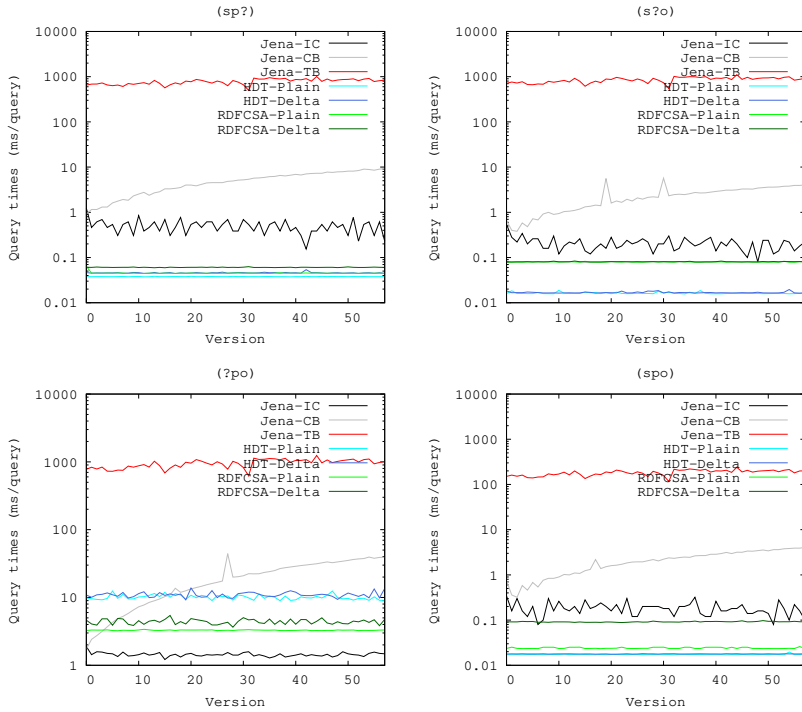 (sp?)
Query times (ms/query)
10000
1000
100
10
1
0.1
0.01
Jena-IC
Jena-CB
Jena-TB
HDT-Plain
HDT-Delta
RDFCSA-Plain
RDFCSA-Delta
0 10 20 30 40 50
Version
(s?o)
Query times (ms/query)
10000
1000
100
10
1
0.1
0.01
Jena-IC
Jena-CB
Jena-TB
HDT-Plain
HDT-Delta
RDFCSA-Plain
RDFCSA-Delta
0 10 20 30 40 50
Version
(?po)
Query times (ms/query)
10000
1000
100
10
1
Jena-IC
Jena-CB
Jena-TB
HDT-Plain
HDT-Delta
RDFCSA-Plain
RDFCSA-Delta
0 10 20 30 40 50
Version
(spo)
Query times (ms/query)
10000
1000
100
10
1
0.1
0.01
Jena-IC
Jena-CB
Jena-TB
HDT-Plain
HDT-Delta
RDFCSA-Plain
RDFCSA-Delta
0 10 20 30 40 50
Version